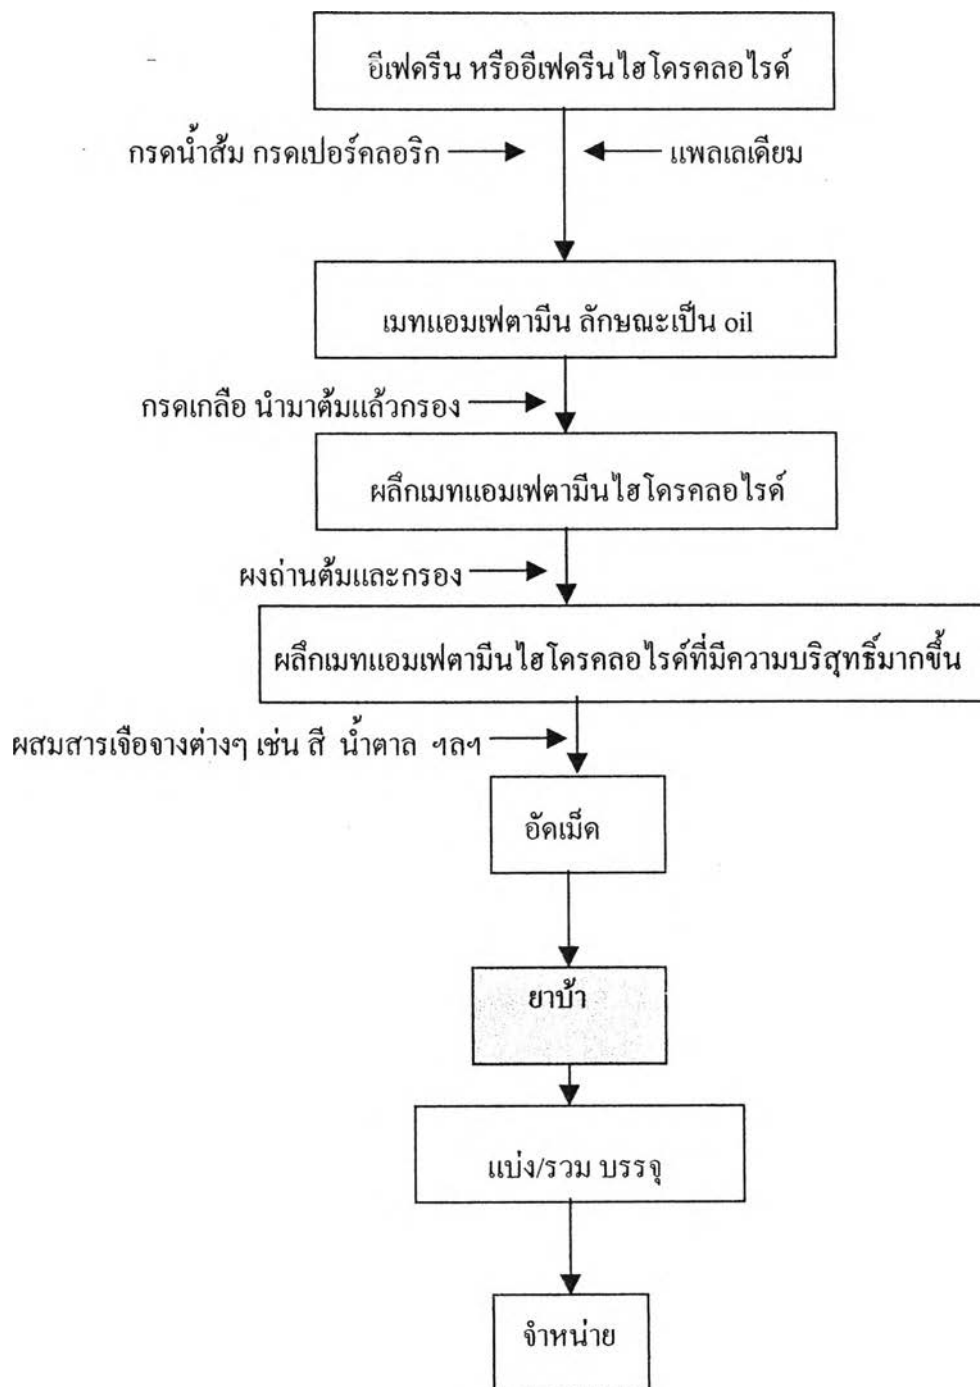 อีเฟดรีน หรืออีเฟดรีนไฮโดรคลอไรด์
กรดน้ำส้ม กรดเปอร์คลอริก
แพลเลเดียม
เมทแอมเฟตามีน ลักษณะเป็น oil
กรดเกลือ นำมาต้มแล้วกรอง
ผลึกเมทแอมเฟตามีนไฮโดรคลอไรด์
ผงถ่านต้มและกรอง
ผลึกเมทแอมเฟตามีนไฮโดรคลอไรด์ที่มีความบริสุทธิ์มากขึ้น
ผสมสารเจือจางต่างๆ เช่น สี น้ำตาล ฯลฯ
อัดเม็ด
ยาบ้า
แบ่ง/รวม บรรจุ
จำหน่าย